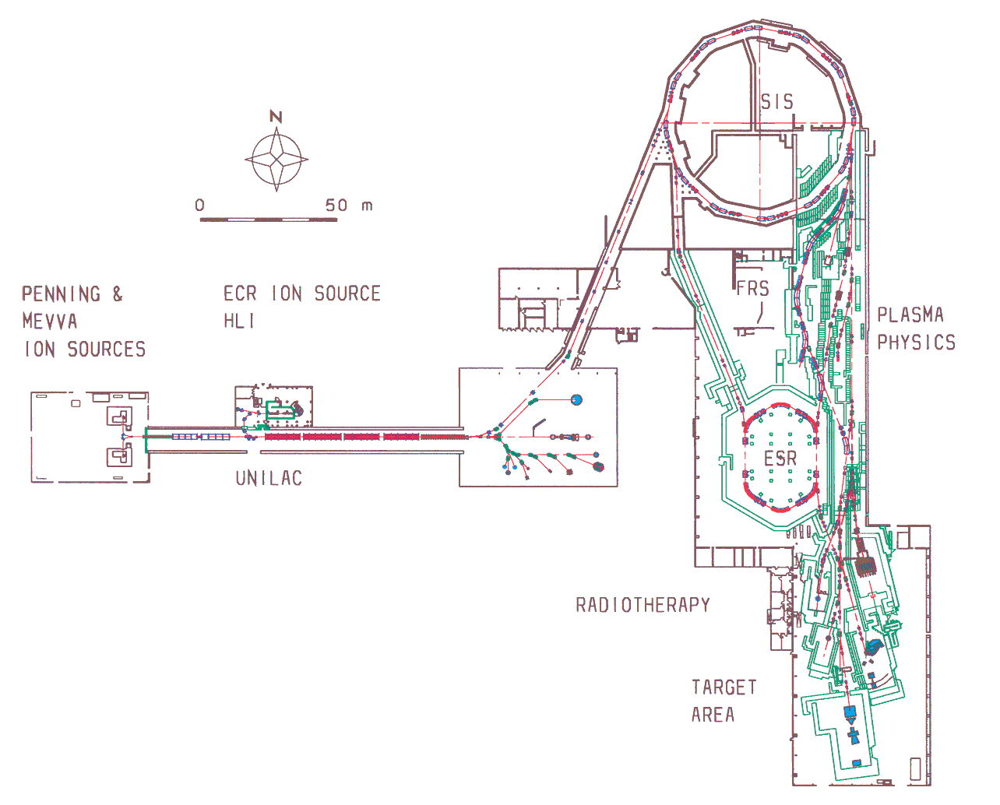 SIS
N
0 50 m
PENNING &
MEVVA
ION SOURCES
ECR ION SOURCE
HLI
FRS
PLASMA
PHYSICS
ESR
UNILAC
RADIOTHERAPY
TARGET
AREA